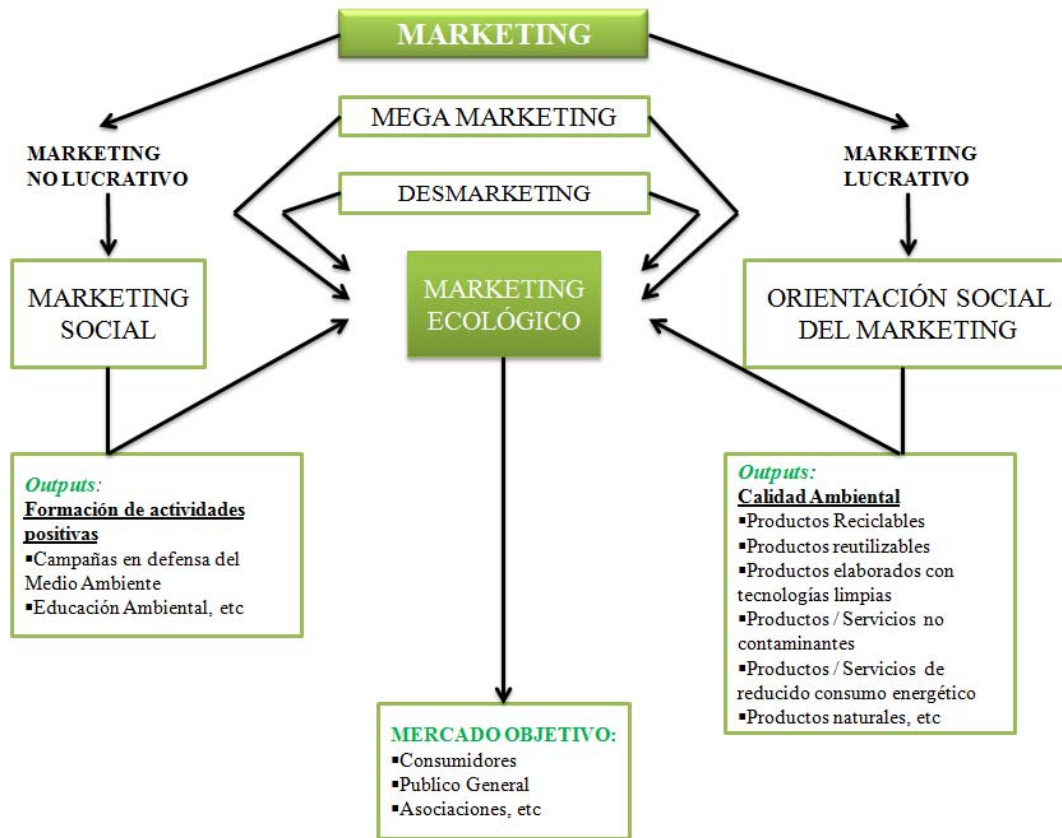 MARKETING
MEGA MARKETING
DESMARKETING
MARKETING
NO LUCRATIVO
MARKETING
LUCRATIVO
MARKETING
SOCIAL
MARKETING
ECOLÓGICO
ORIENTACIÓN SOCIAL
DEL MARKETING
Outputs:
Formación de actividades
positivas
▪Campañas en defensa del
Medio Ambiente
▪Educación Ambiental, etc
Outputs:
Calidad Ambiental
▪Productos Reciclables
▪Productos reutilizables
▪Productos elaborados con
tecnologías limpias
▪Productos / Servicios no
contaminantes
▪Productos / Servicios de
reducido consumo energético
▪Productos naturales, etc
MERCADO OBJETIVO:
▪Consumidores
▪Publico General
▪Asociaciones, etc